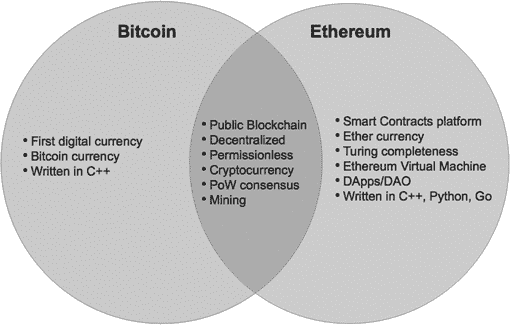 Bitcoin
Ethereum
• First digital currency
• Bitcoin currency
• Written in C++
• Public Blockchain
• Decentralized
• Permissionless
• Cryptocurrency
• PoW consensus
• Mining
• Smart Contracts platform
• Ether currency
• Turing completeness
• Ethereum Virtual Machine
• DApps/DAO
• Written in C++, Python, Go